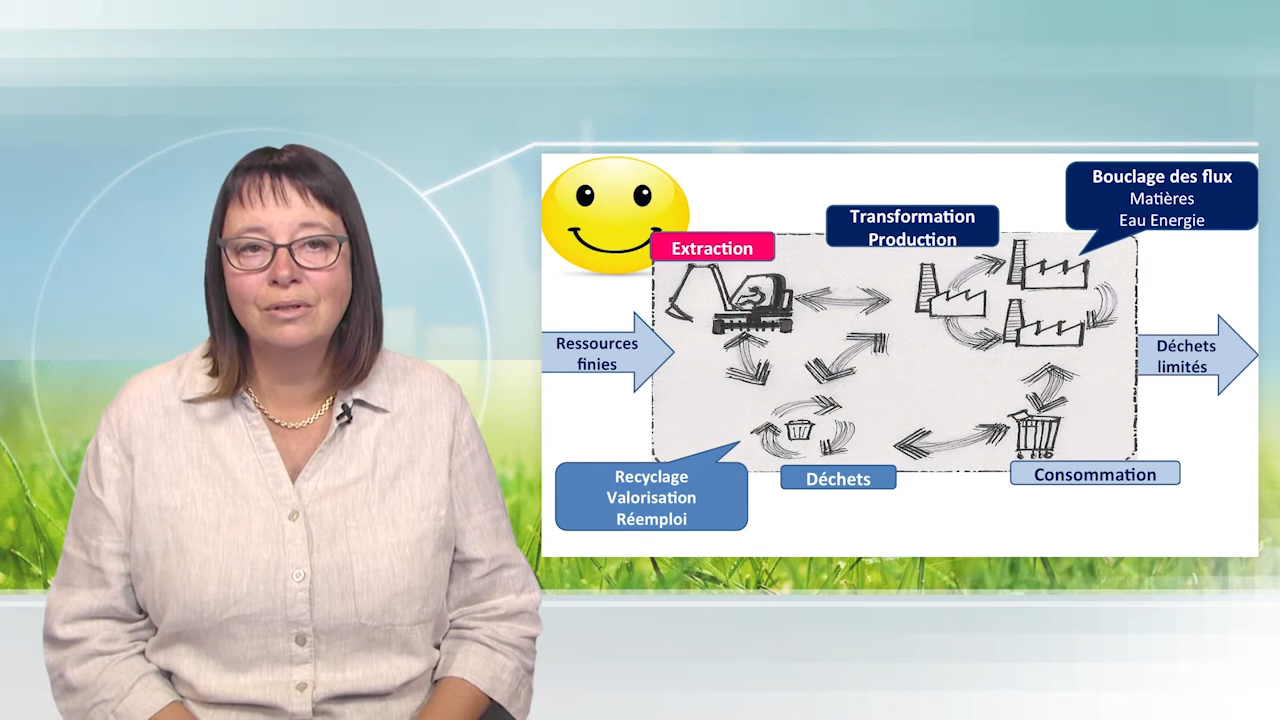 Bouclage des flux
Matières
Eau Energie
Transformation
Production
Extraction
Ressources
finies
Déchets
limités
Recyclage
Valorisation
Réemploi
Déchets
Consommation